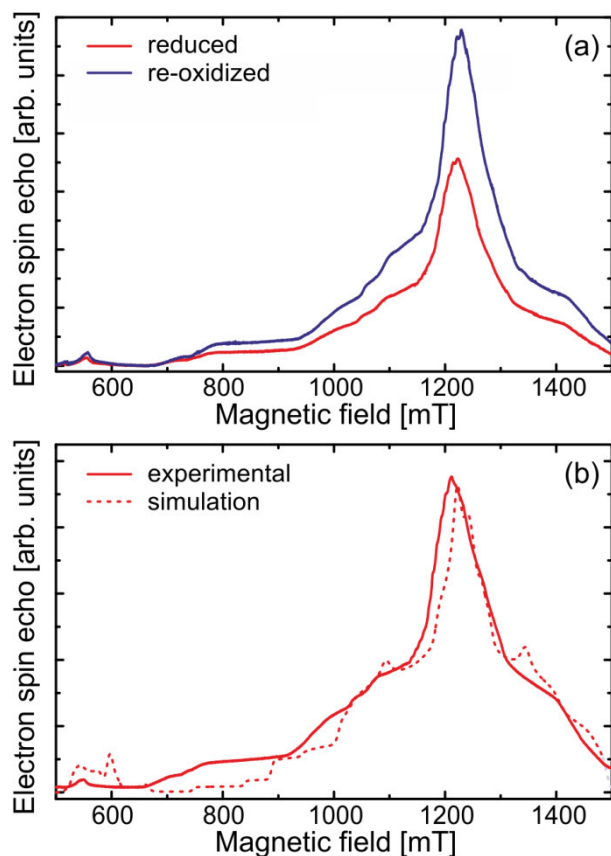 Electron spin echo [arb. units]
reduced
re-oxidized
(a)
600 800 1000 1200 1400
Magnetic field [mT]
Electron spin echo [arb. units]
experimental
simulation
(b)
600 800 1000 1200 1400
Magnetic field [mT]